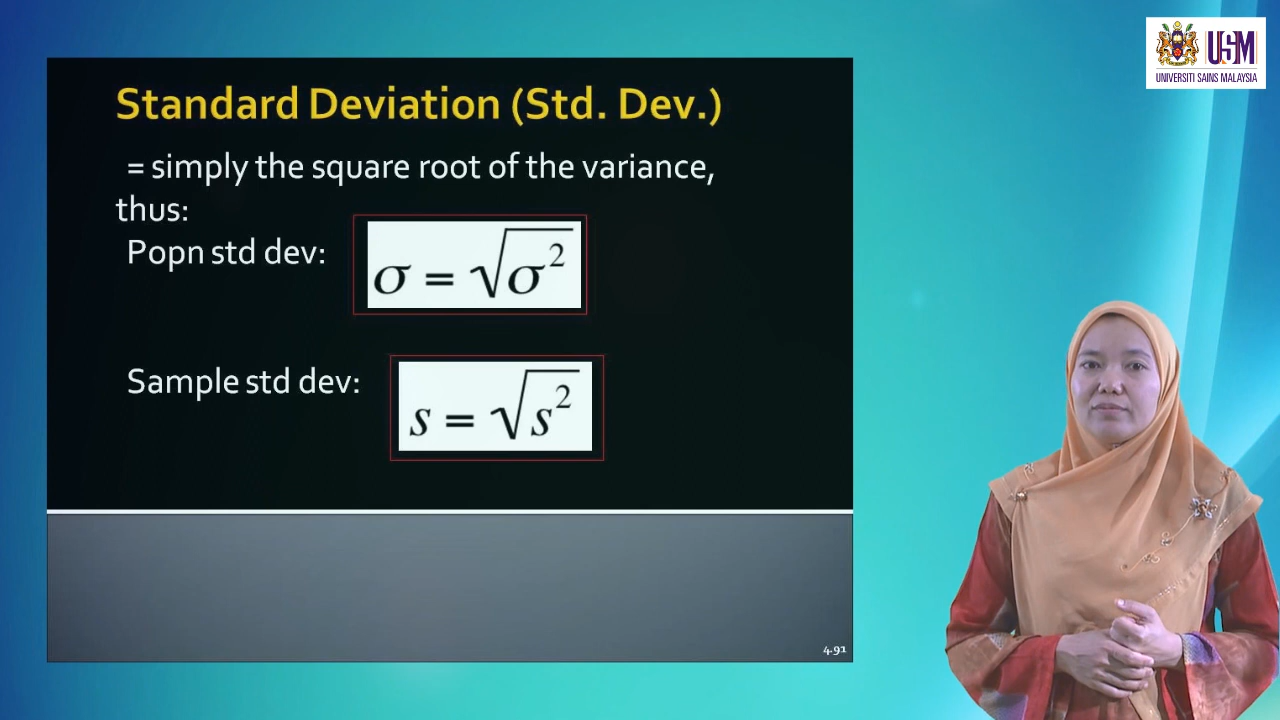 USM
UNIVERSITI SAINS MALAYSIA
Standard Deviation (Std. Dev.)
= simply the square root of the variance,
thus:
Popn std dev: σ = √σ²
Sample std dev: s = √s²
4.91